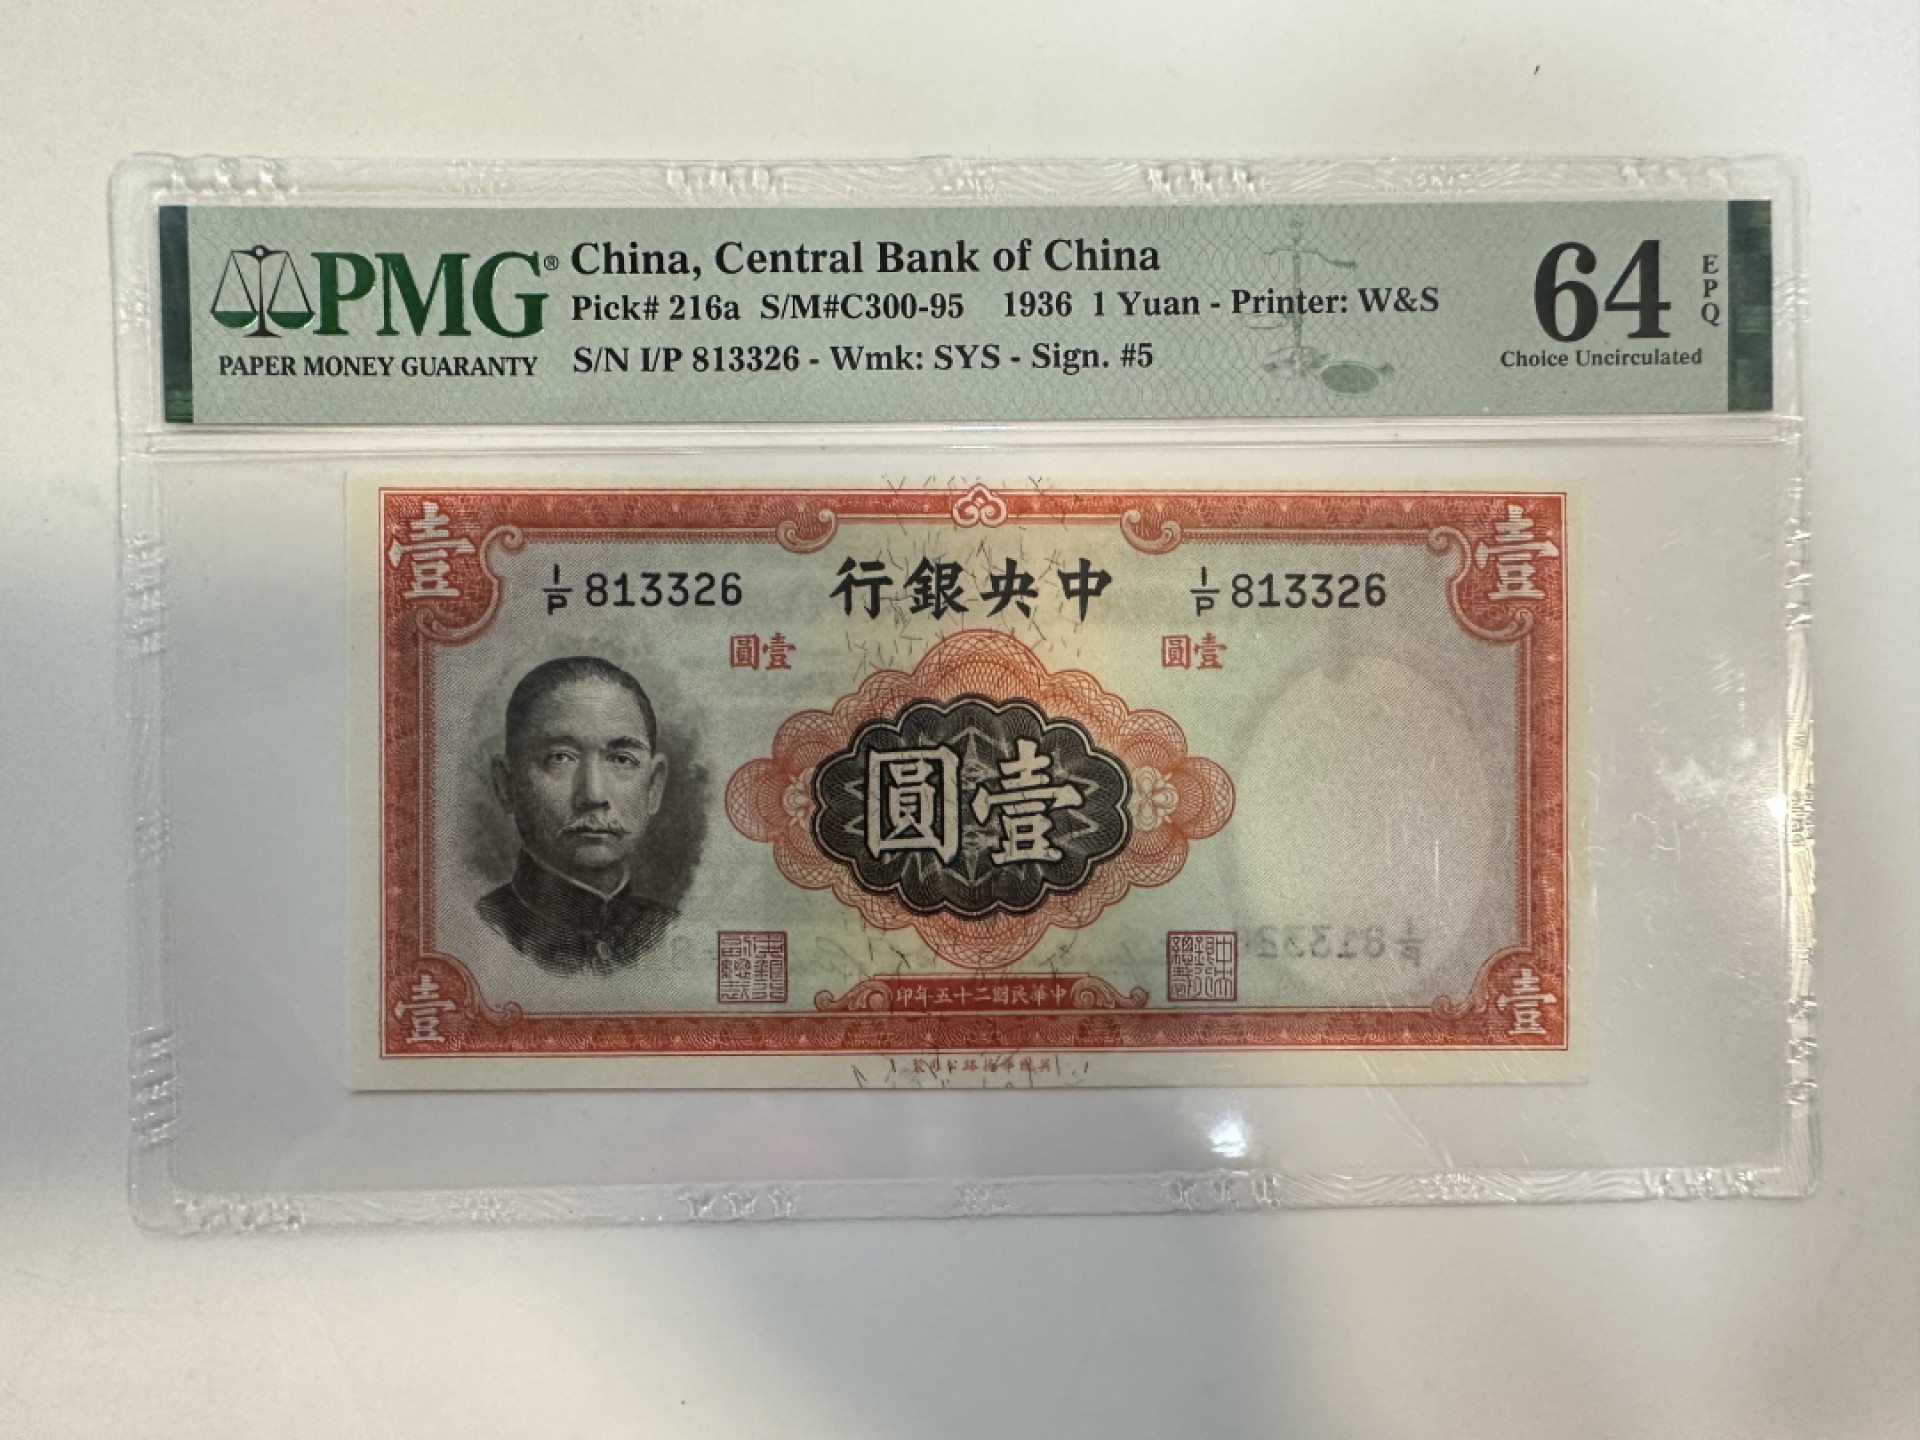 PMG®
PAPER MONEY GUARANTY
China, Central Bank of China
Pick# 216a S/M#C300-95 1936 1 Yuan - Printer: W&S
S/N I/P 813326 - Wmk: SYS - Sign. #5
64
EPQ
Choice Uncirculated
壹
壹
I/P 813326
行銀央中
I/P 813326
圓壹
圓壹
圓壹
印年五十二國民華中
壹
壹